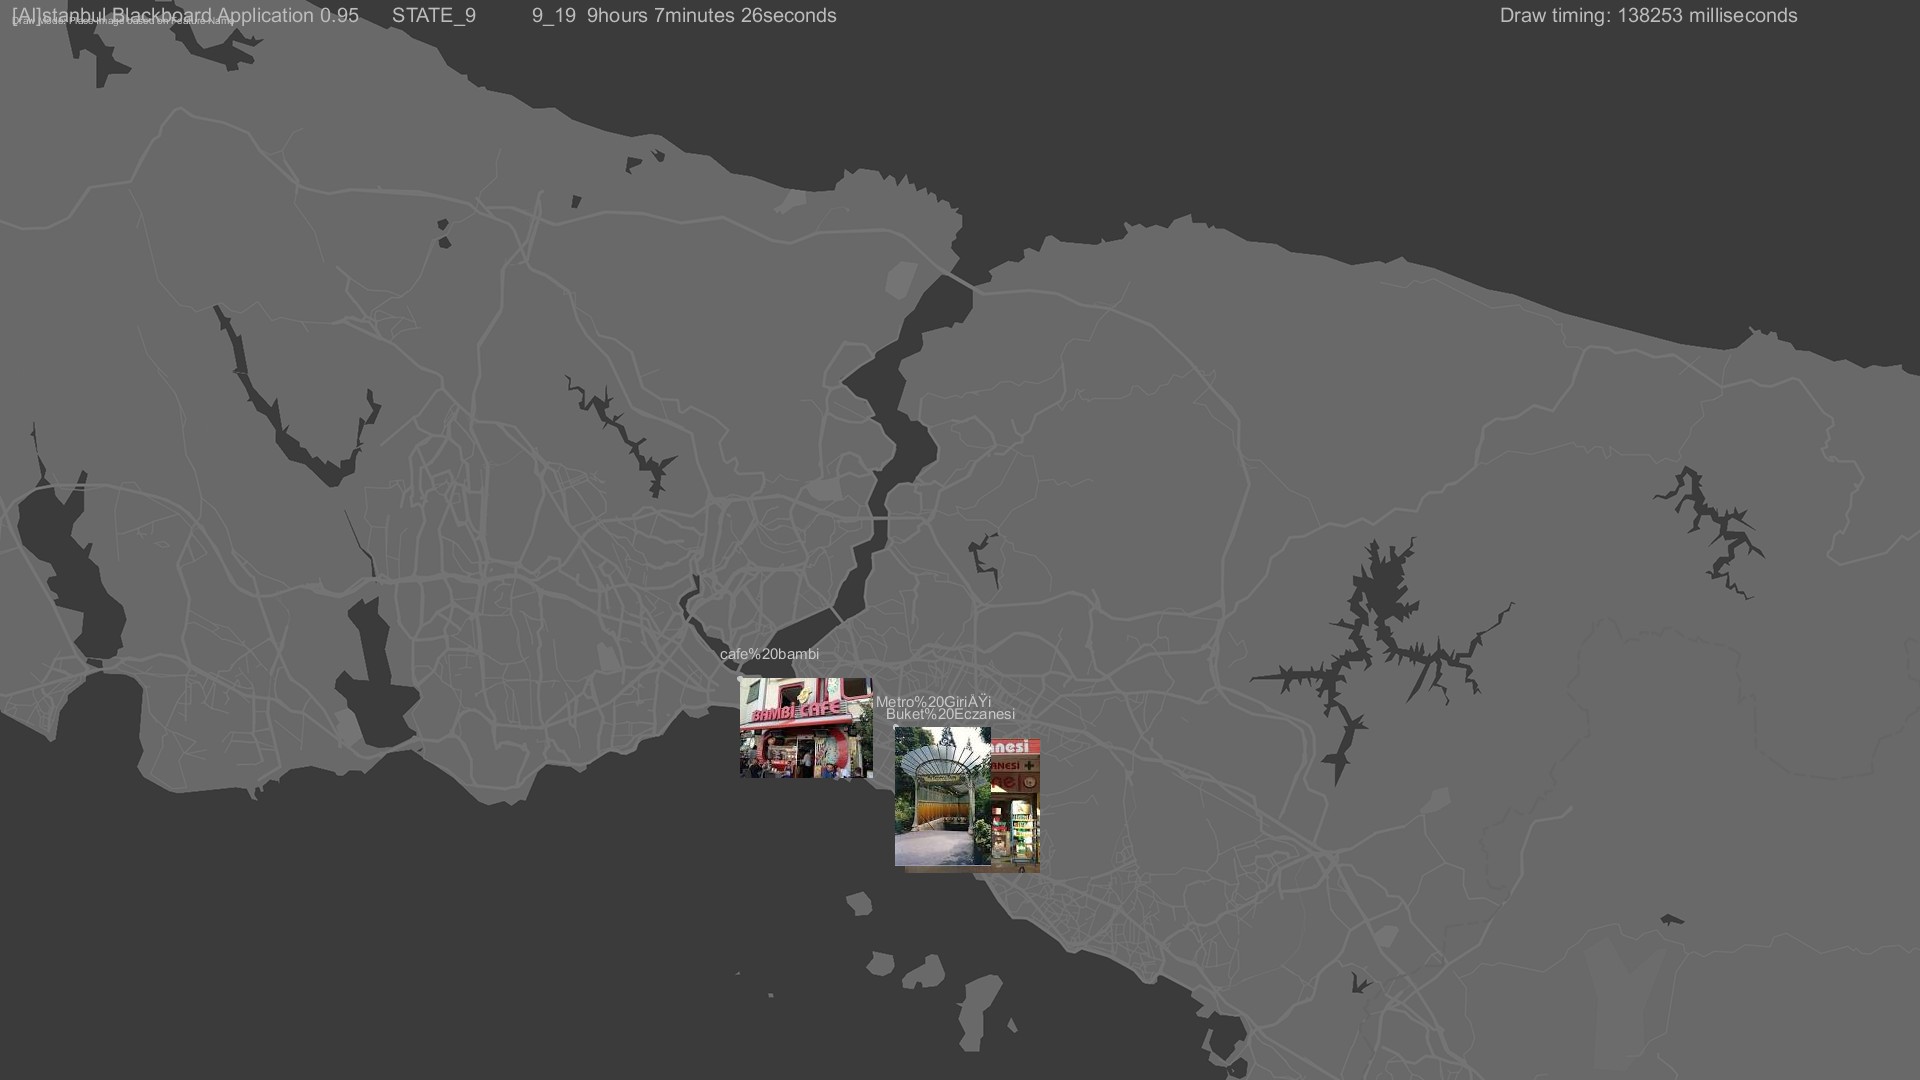 [AI]stanbul Blackboard Application 0.95 STATE_9 9_19 9hours 7minutes 26seconds Draw timing: 138253 milliseconds
cafe%20bambi
Metro%20GiriÅŸi
Buket%20Eczanesi
BAMBİ CAFE
nesi
ANESİ
ne